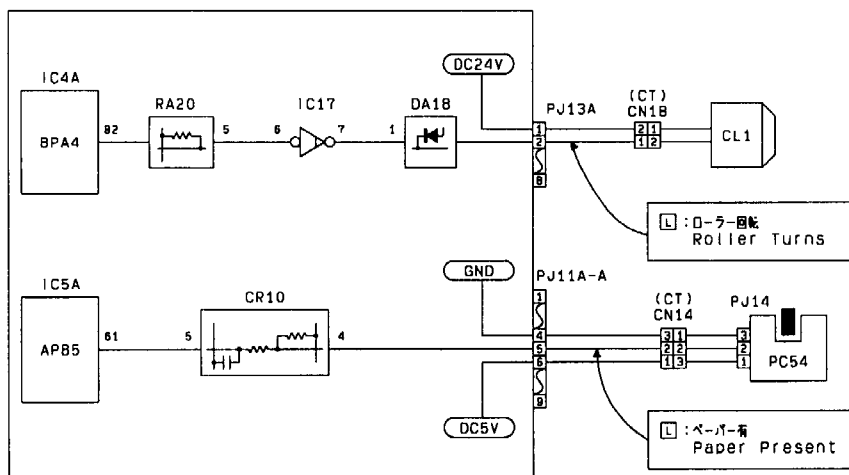 DC24V
IC4A
BPA4
82
RA20
5
6
IC17
7
1
DA18
PJ13A
1
2
8
(CT)
CN18
2 1
1 2
CL1
L :ローラー回転
Roller Turns
IC5A
APB5
61
5
CR10
4
GND
PJ11A-A
1
4
5
6
9
(CT)
CN14
3 1
2 2
1 3
PJ14
3
2
1
PC54
DC5V
L :ペーパー有
Paper Present